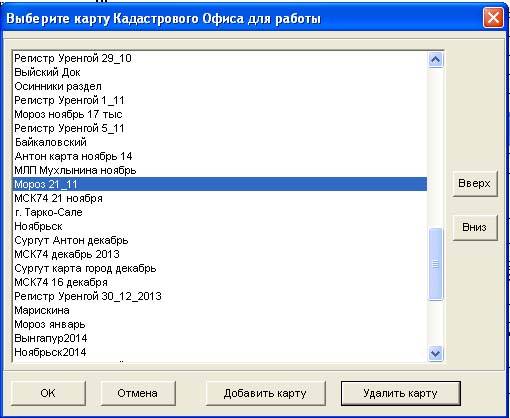 Выберите карту Кадастрового Офиса для работы
Регистр Уренгой 29_10
Выйский Док
Осинники раздел
Регистр Уренгой 1_11
Мороз ноябрь 17 тыс
Регистр Уренгой 5_11
Байкаловский
Антон карта ноябрь 14
МЛП Мухлынина ноябрь
Мороз 21_11
МСК74 21 ноября
г. Тарко-Сале
Ноябрьск
Сургут Антон декабрь
МСК74 декабрь 2013
Сургут карта город декабрь
МСК74 16 декабря
Регистр Уренгой 30_12_2013
Марискина
Мороз январь
Вынгапур2014
Ноябрьск2014
Вверх
Вниз
OK
Отмена
Добавить карту
Удалить карту